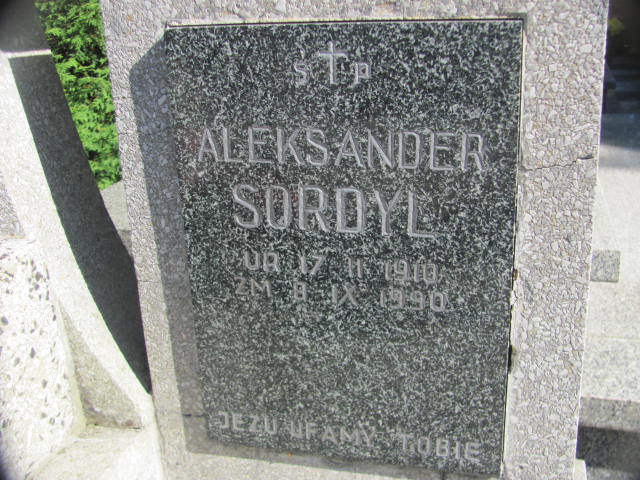 S P
ALEKSANDER
SORDYL
UR 17 II 1910
ZM 8 IX 1990
JEZU UFAMY TOBIE